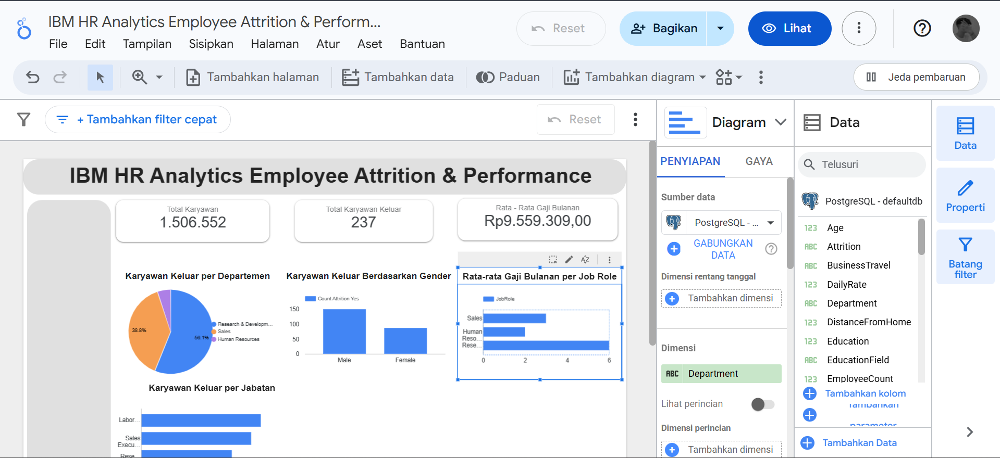 IBM HR Analytics Employee Attrition & Perform...
File Edit Tampilan Sisipkan Halaman Atur Aset Bantuan
Reset
Bagikan
Lihat
Tambahkan halaman
Tambahkan data
Paduan
Tambahkan diagram
Jeda pembaruan
+ Tambahkan filter cepat
Reset
IBM HR Analytics Employee Attrition & Performance
Total Karyawan
1.506.552
Total Karyawan Keluar
237
Rata - Rata Gaji Bulanan
Rp9.559.309,00
Karyawan Keluar per Departemen
38.8%
56.1%
Research & Developm...
Sales
Human Resources
Karyawan Keluar Berdasarkan Gender
Count Attrition Yes
150
100
50
0
Male Female
AZ
Rata-rata Gaji Bulanan per Job Role
JobRole
Sales
Human
Reso...
Rese...
0 2 4 6
Karyawan Keluar per Jabatan
Labor...
Sales
Execu...
Rese...
Diagram
PENYIAPAN GAYA
Sumber data
PostgreSQL - ...
GABUNGKAN
DATA
Dimensi rentang tanggal
Tambahkan dimensi
Dimensi
ABC Department
Lihat perincian
Dimensi perincian
Tambahkan dimensi
Data
Telusuri
PostgreSQL - defaultdb
123 Age
ABC Attrition
ABC BusinessTravel
123 DailyRate
ABC Department
123 DistanceFromHome
123 Education
ABC EducationField
123 EmployeeCount
Tambahkan kolom
Tambahkan
parameter
Tambahkan Data
Data
Properti
Batang
filter